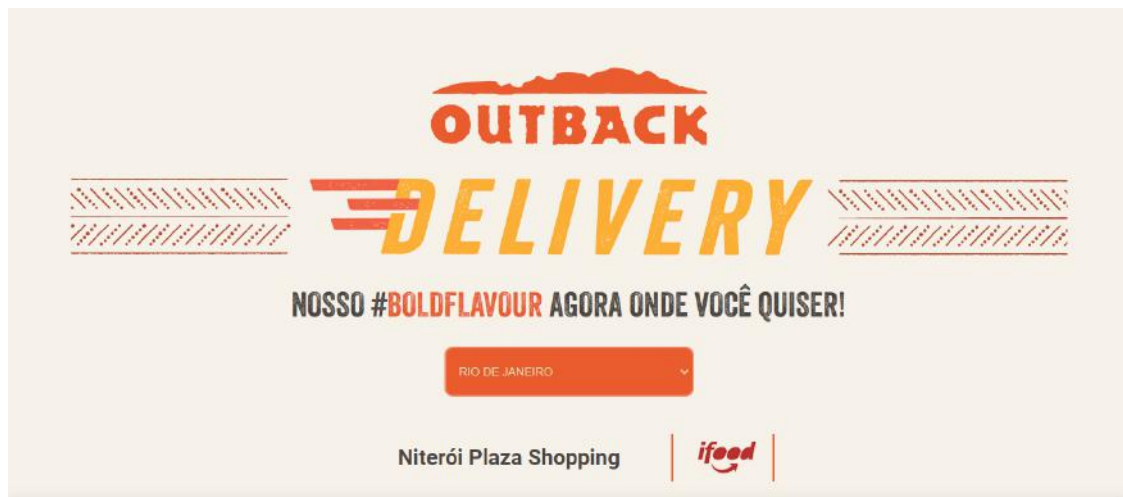 OUTBACK
DELIVERY
NOSSO #BOLDFLAVOUR AGORA ONDE VOCÊ QUISER!
RIO DE JANEIRO
Niterói Plaza Shopping
ifood